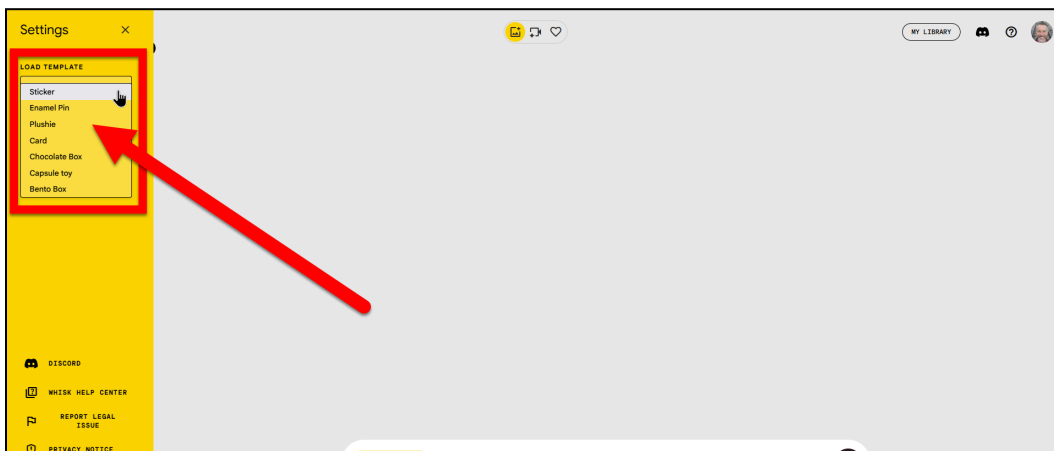 Settings
MY LIBRARY
LOAD TEMPLATE
Sticker
Enamel Pin
Plushie
Card
Chocolate Box
Capsule toy
Bento Box
DISCORD
WHISK HELP CENTER
REPORT LEGAL
ISSUE
PRIVACY NOTICE